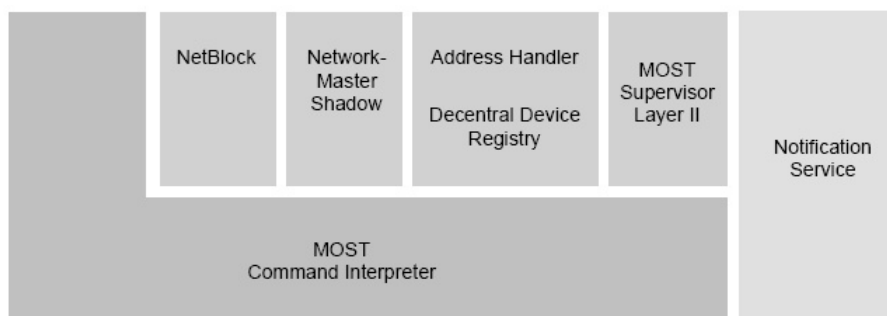 NetBlock
Network-
Master
Shadow
Address Handler
Decentral Device
Registry
MOST
Supervisor
Layer II
Notification
Service
MOST
Command Interpreter